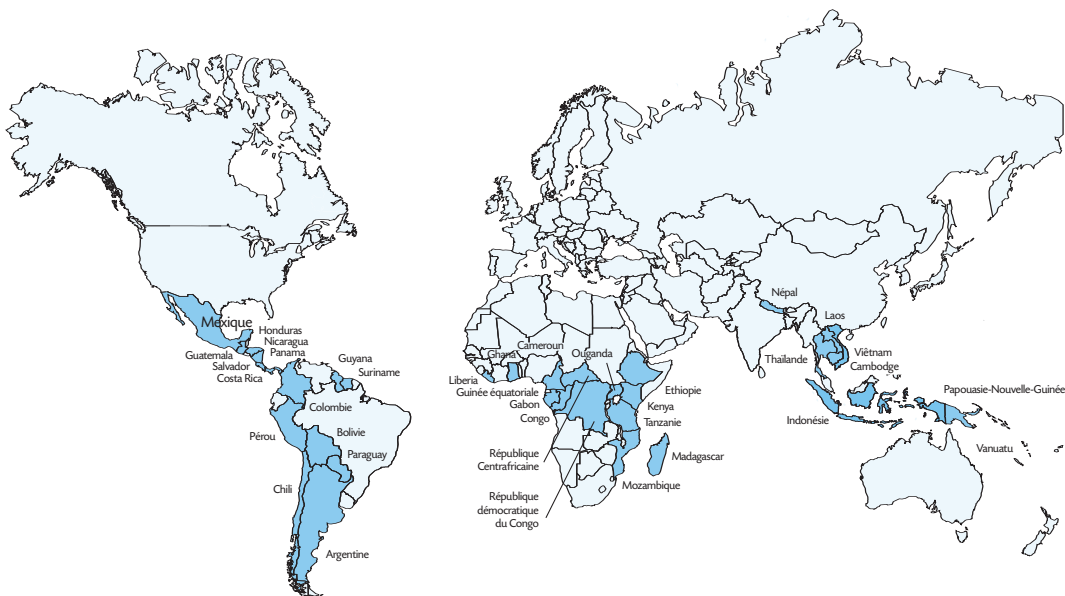 Mexique
Honduras
Nicaragua
Panama
Guatemala
Salvador
Costa Rica
Guyana
Suriname
Colombie
Pérou
Bolivie
Paraguay
Chili
Argentine
Cameroun
Ghana
Ouganda
Liberia
Guinée équatoriale
Gabon
Congo
Ethiopie
Kenya
Tanzanie
République
Centrafricaine
République
démocratique
du Congo
Madagascar
Mozambique
Népal
Laos
Thaïlande
Viêtnam
Cambodge
Indonésie
Papouasie-Nouvelle-Guinée
Vanuatu